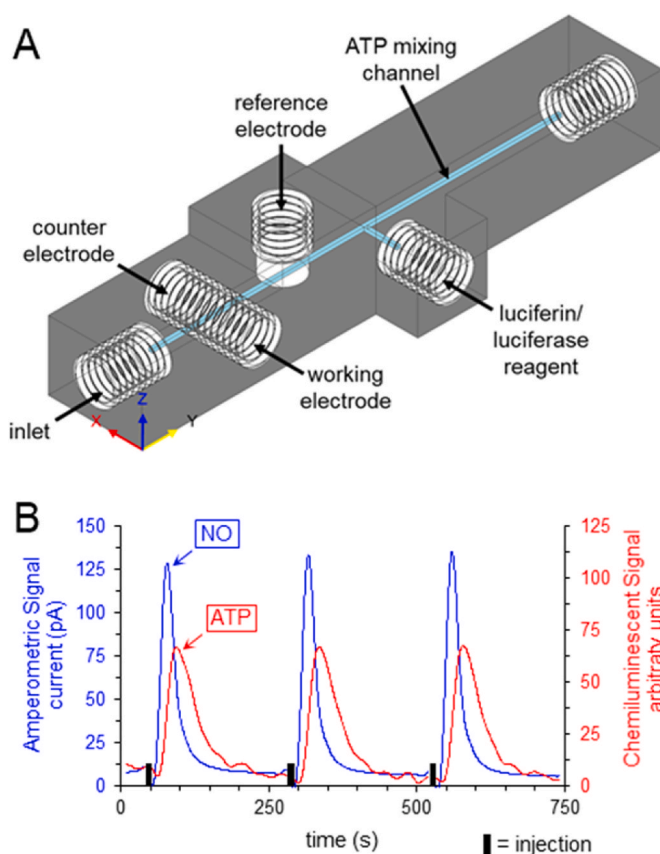 A
ATP mixing
channel
reference
electrode
counter
electrode
luciferin/
luciferase
reagent
working
electrode
inlet
X
Z
Y
B
150
125
100
75
50
25
0
Amperometric Signal
current (pA)
NO
ATP
125
100
75
50
25
0
Chemiluminescent Signal
arbitraty units
0
250
500
750
time (s)
= injection